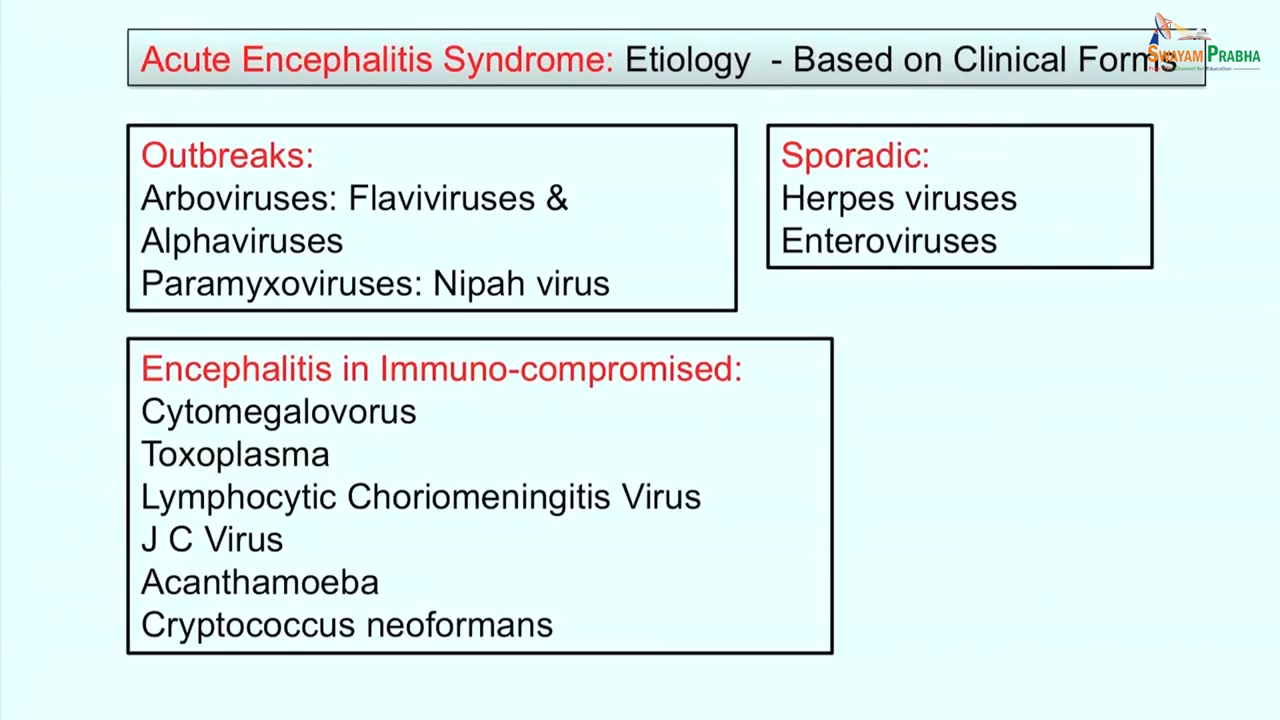 Acute Encephalitis Syndrome: Etiology - Based on Clinical Forms
SWAYAM PRABHA
Outbreaks:
Arboviruses: Flaviviruses &
Alphaviruses
Paramyxoviruses: Nipah virus
Sporadic:
Herpes viruses
Enteroviruses
Encephalitis in Immuno-compromised:
Cytomegalovorus
Toxoplasma
Lymphocytic Choriomeningitis Virus
J C Virus
Acanthamoeba
Cryptococcus neoformans